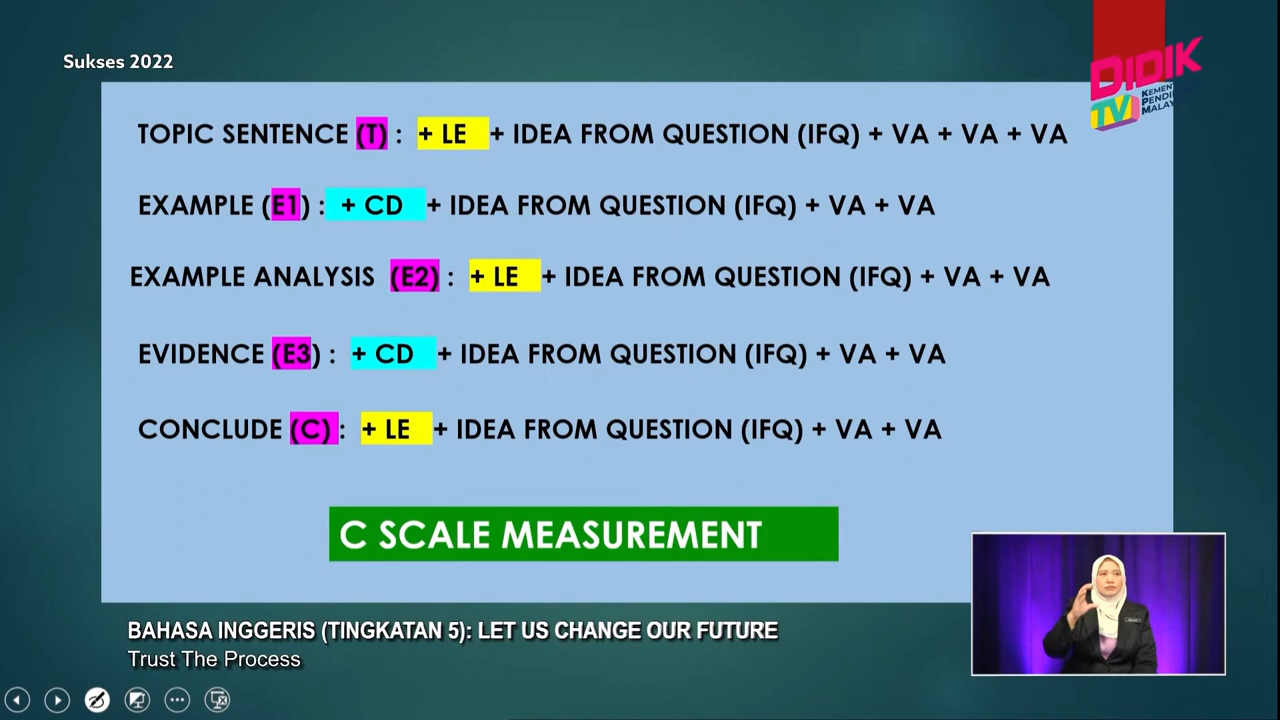 Sukses 2022
DIDIK
TV
TOPIC SENTENCE (T) : + LE + IDEA FROM QUESTION (IFQ) + VA + VA + VA
EXAMPLE (E1) : + CD + IDEA FROM QUESTION (IFQ) + VA + VA
EXAMPLE ANALYSIS (E2) : + LE + IDEA FROM QUESTION (IFQ) + VA + VA
EVIDENCE (E3) : + CD + IDEA FROM QUESTION (IFQ) + VA + VA
CONCLUDE (C) : + LE + IDEA FROM QUESTION (IFQ) + VA + VA
C SCALE MEASUREMENT
BAHASA INGGERIS (TINGKATAN 5): LET US CHANGE OUR FUTURE
Trust The Process